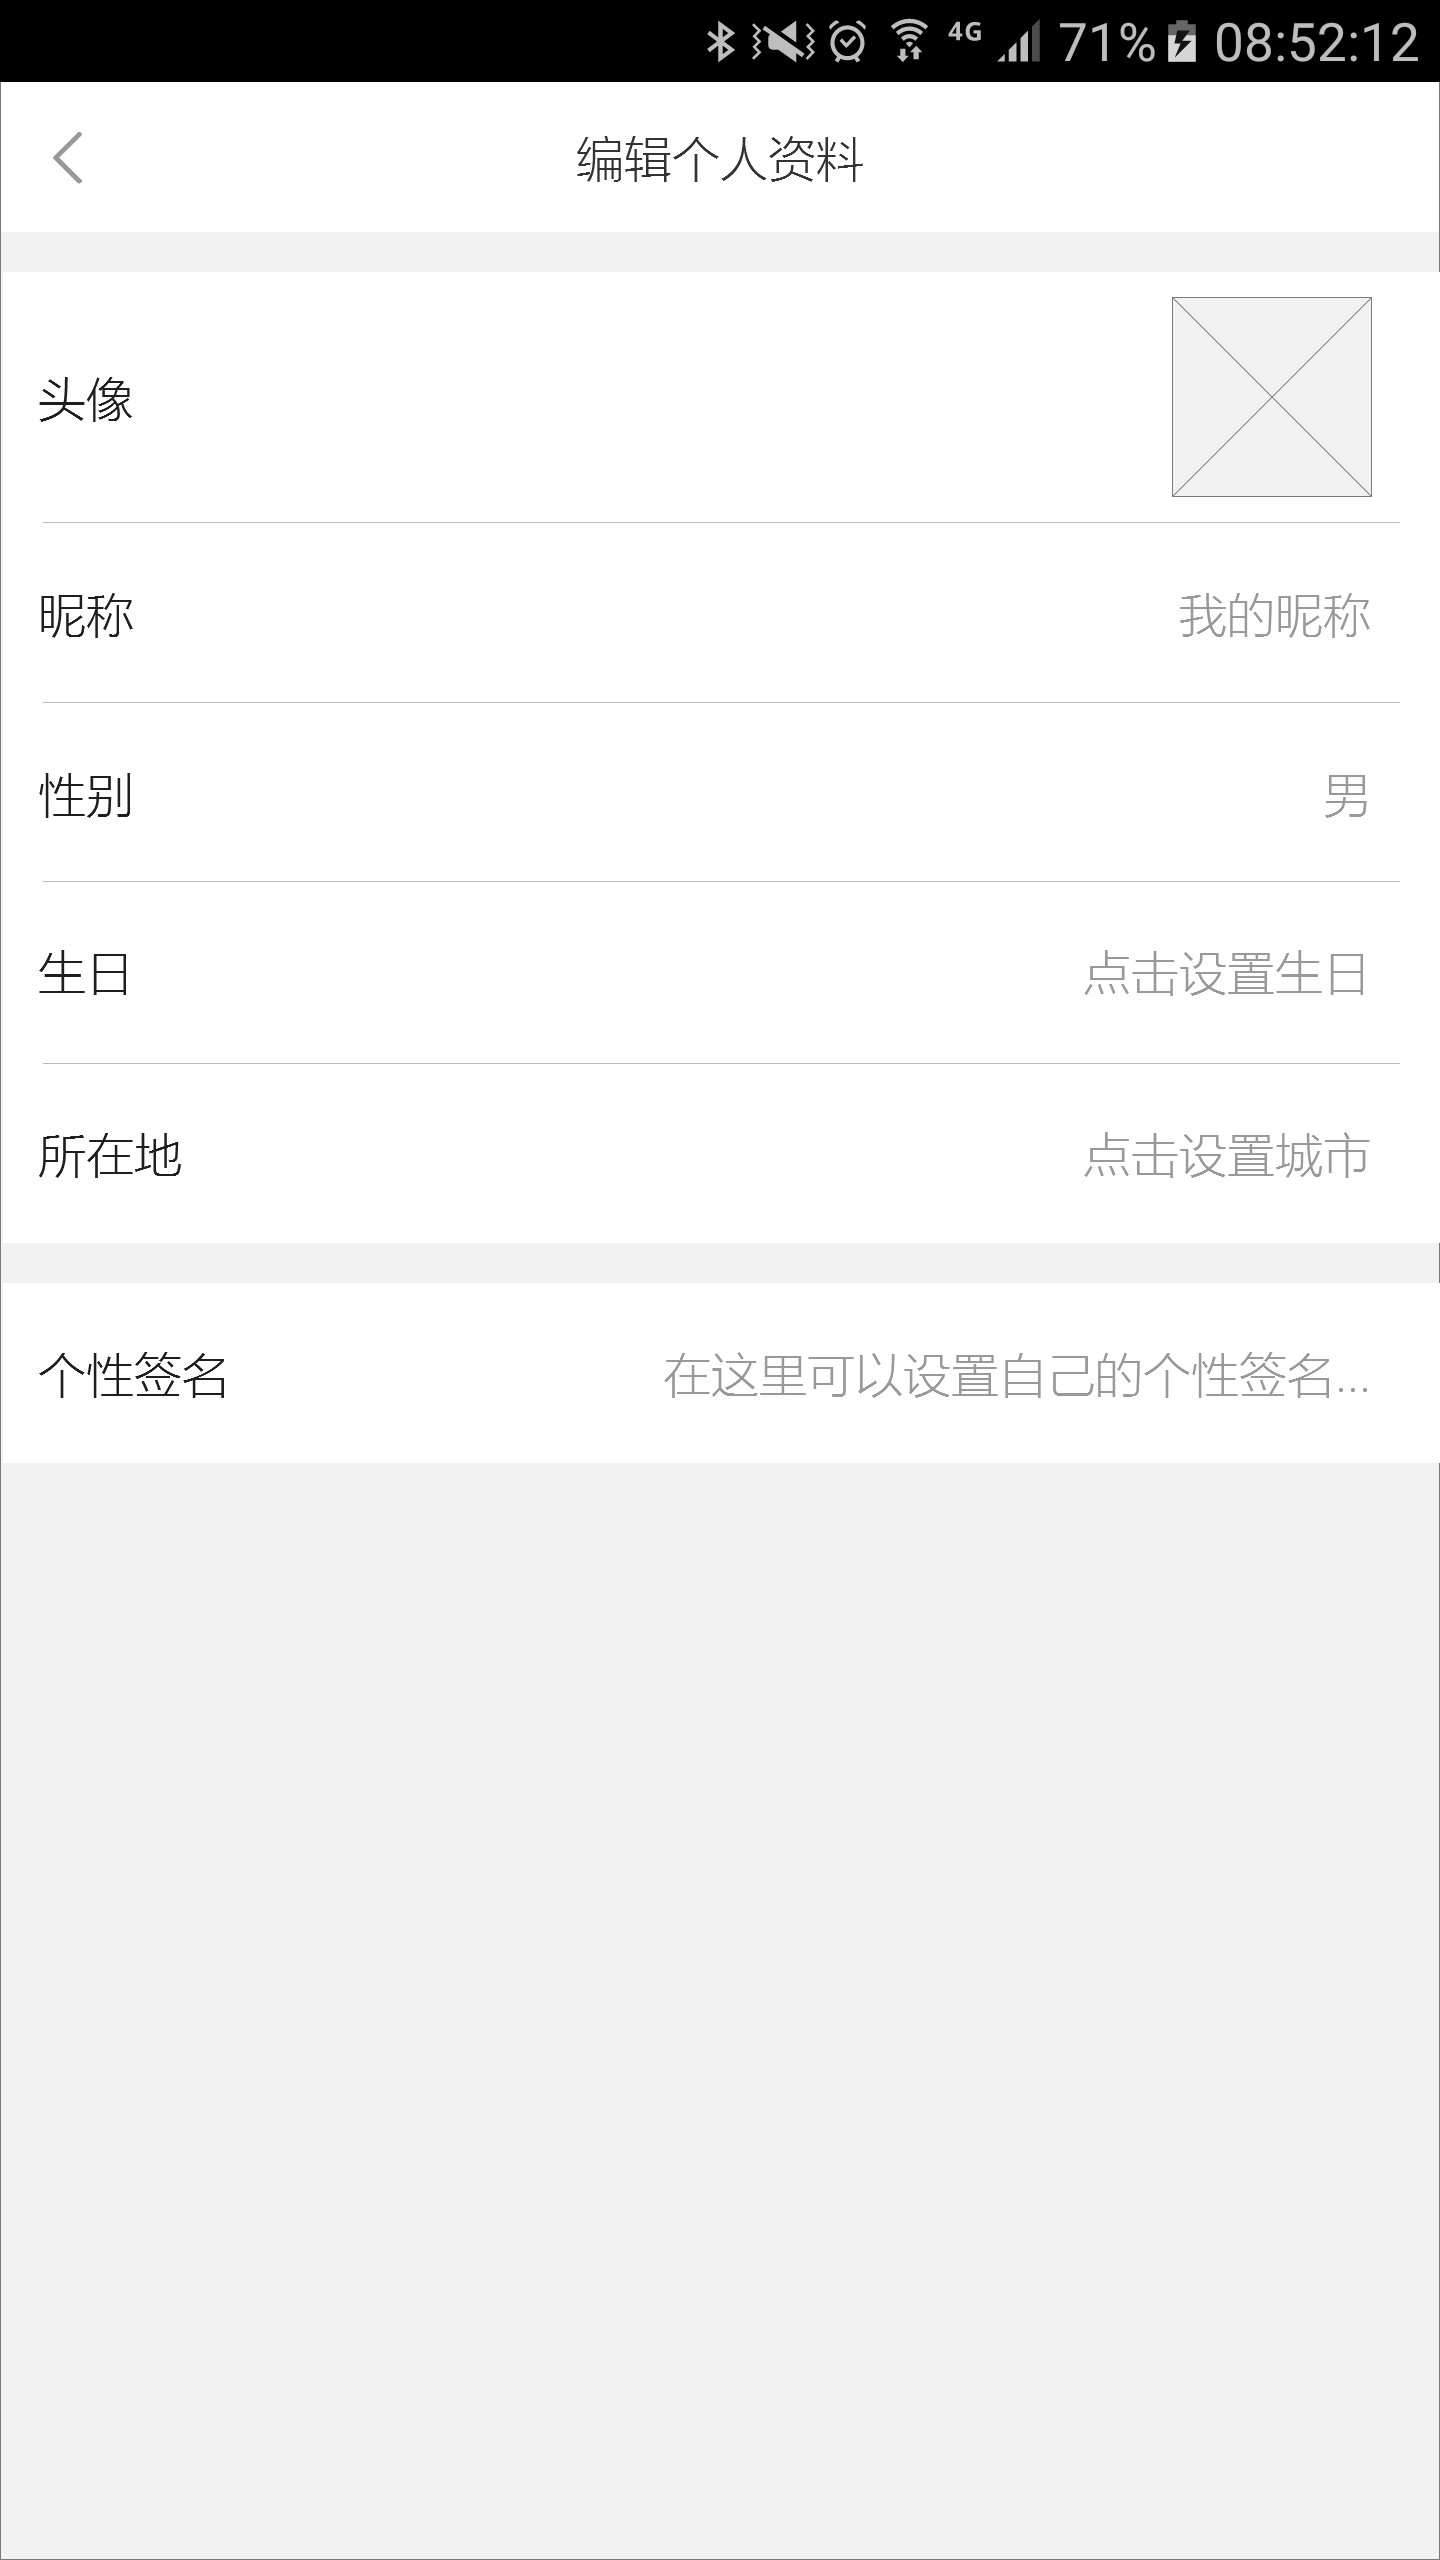 4G 71% 08:52:12
编辑个人资料
头像
昵称 我的昵称
性别 男
生日 点击设置生日
所在地 点击设置城市
个性签名 在这里可以设置自己的个性签名...